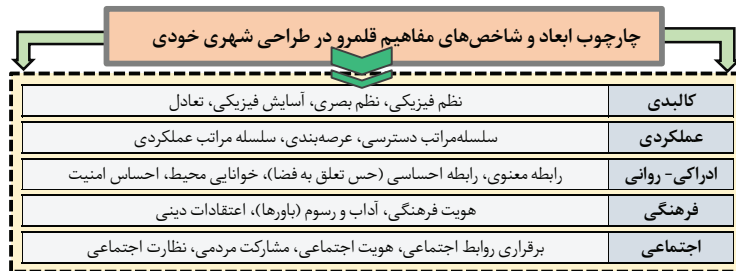 چارچوب ابعاد و شاخص‌های مفاهیم قلمرو در طراحی شهری خودی
کالبدی نظم فیزیکی، نظم بصری، آسایش فیزیکی، تعادل
عملکردی سلسله‌مراتب دسترسی، عرصه‌بندی، سلسله مراتب عملکردی
ادراکی- روانی رابطه معنوی، رابطه احساسی (حس تعلق به فضا)، خوانایی محیط، احساس امنیت
فرهنگی هویت فرهنگی، آداب و رسوم (باورها)، اعتقادات دینی
اجتماعی برقراری روابط اجتماعی، هویت اجتماعی، مشارکت مردمی، نظارت اجتماعی